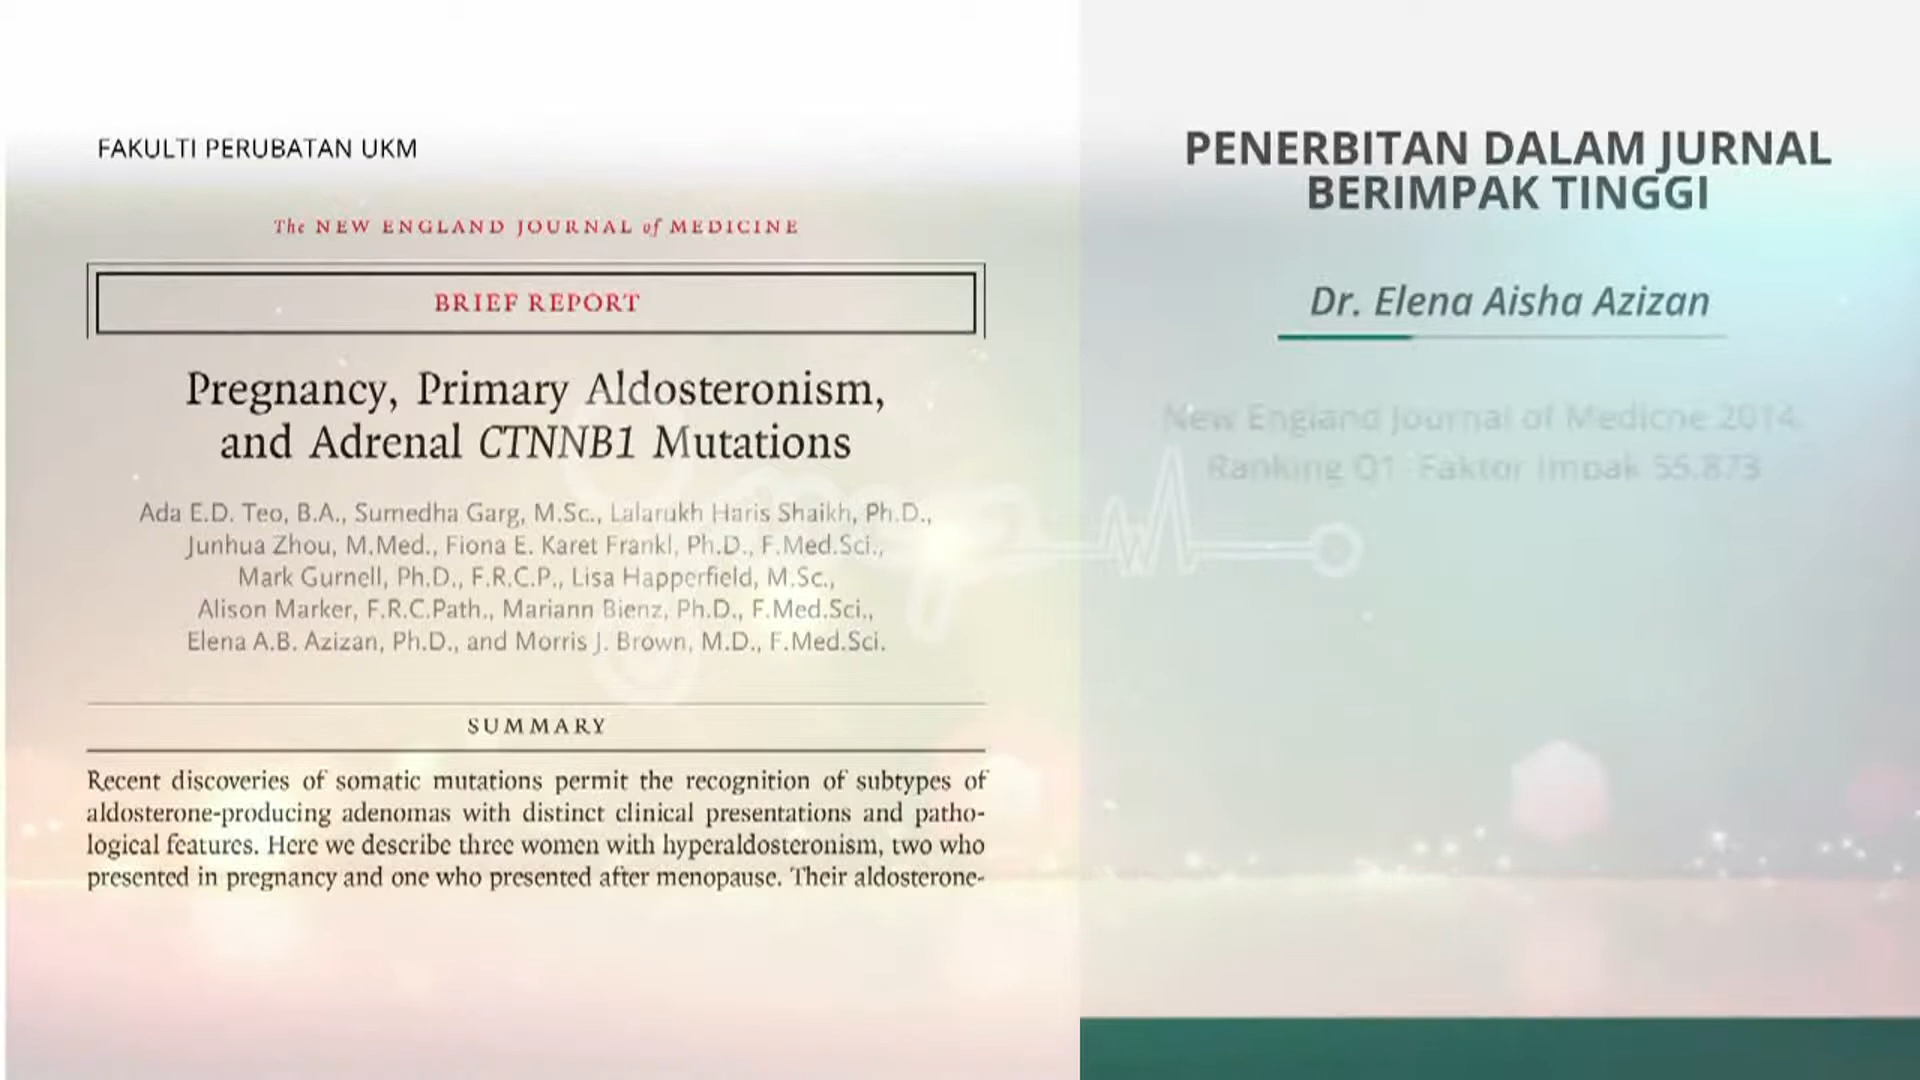 FAKULTI PERUBATAN UKM
The NEW ENGLAND JOURNAL of MEDICINE
BRIEF REPORT
Pregnancy, Primary Aldosteronism,
and Adrenal CTNNB1 Mutations
Ada E.D. Teo, B.A., Sumedha Garg, M.Sc., Lalarukh Haris Shaikh, Ph.D.,
Junhua Zhou, M.Med., Fiona E. Karet Frankl, Ph.D., F.Med.Sci.,
Mark Gurnell, Ph.D., F.R.C.P., Lisa Happerfield, M.Sc.,
Alison Marker, F.R.C.Path., Mariann Bienz, Ph.D., F.Med.Sci.,
Elena A.B. Azizan, Ph.D., and Morris J. Brown, M.D., F.Med.Sci.
SUMMARY
Recent discoveries of somatic mutations permit the recognition of subtypes of
aldosterone-producing adenomas with distinct clinical presentations and patho-
logical features. Here we describe three women with hyperaldosteronism, two who
presented in pregnancy and one who presented after menopause. Their aldosterone-
PENERBITAN DALAM JURNAL
BERIMPAK TINGGI
Dr. Elena Aisha Azizan
New England Journal of Medicne 2014
Ranking Q1 Faktor Impak 55.873